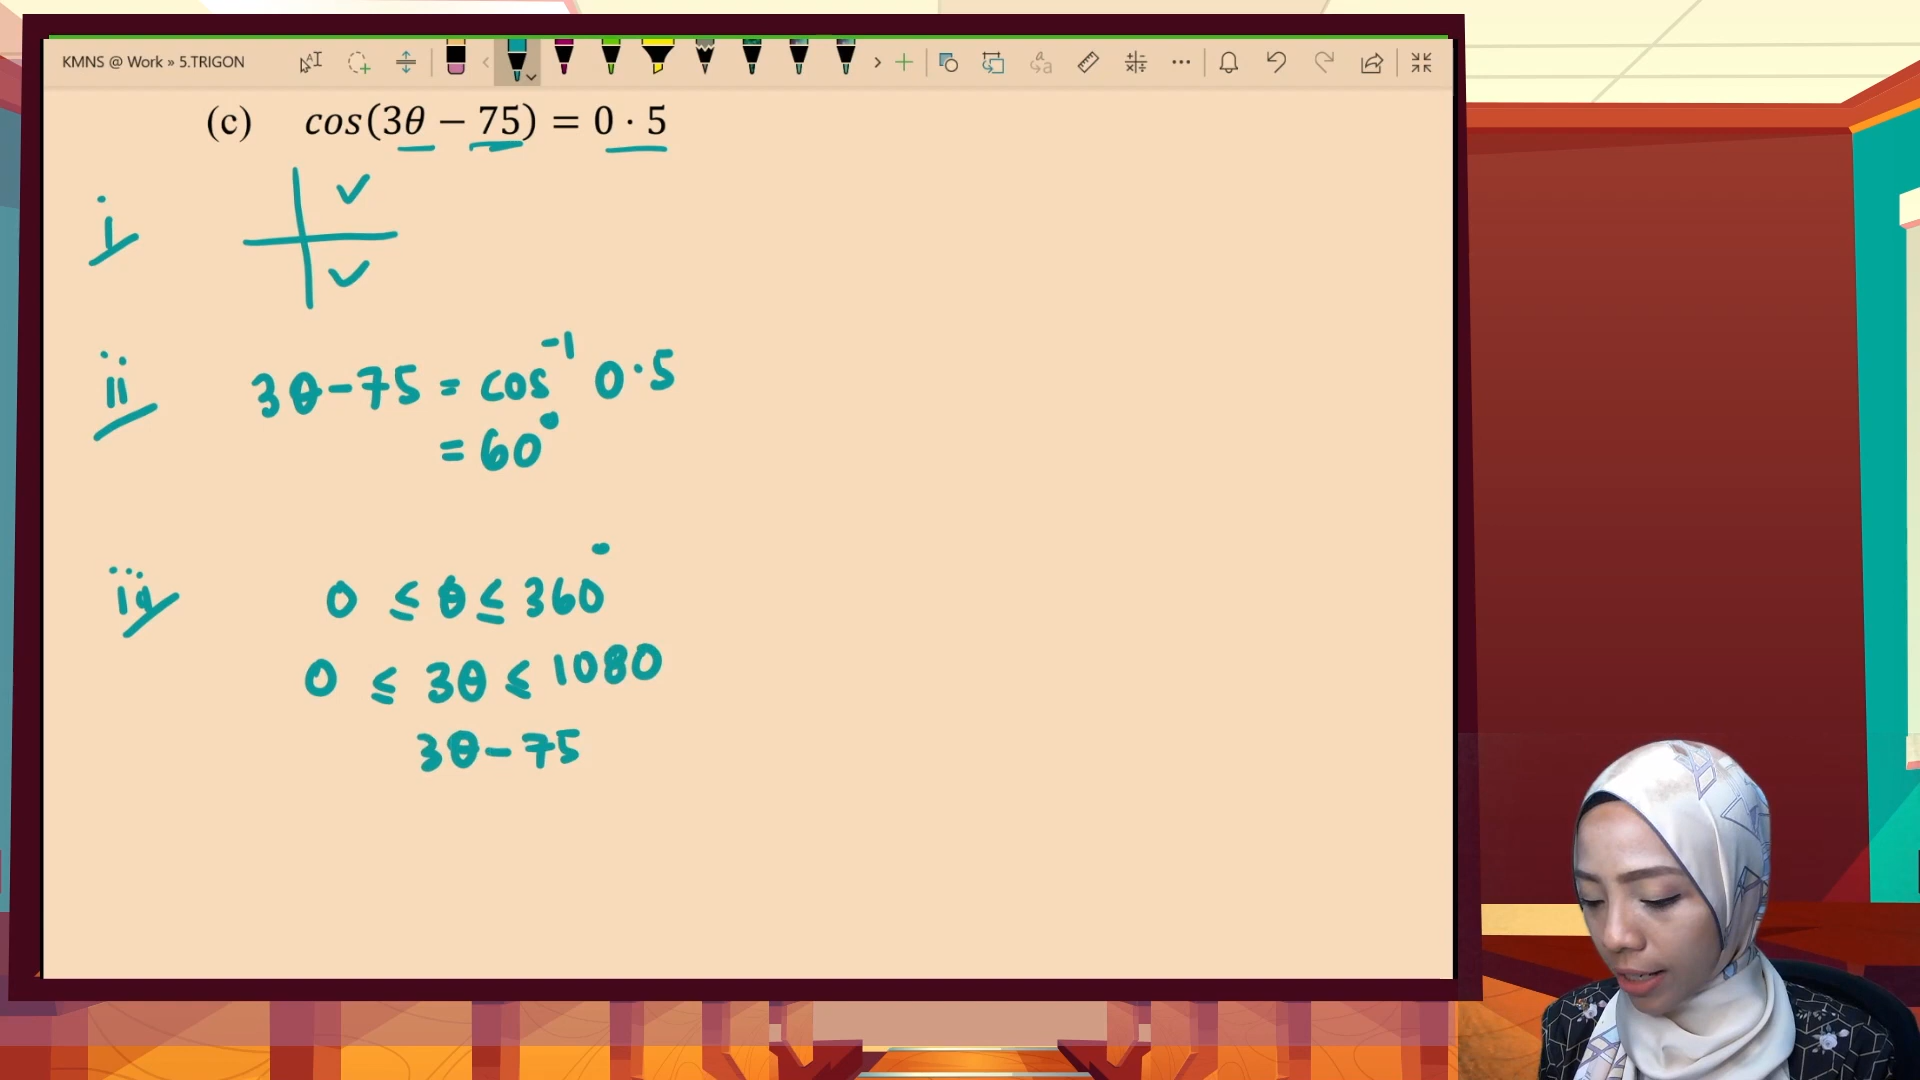 KMNS @ Work » 5.TRIGON
(c) cos(3θ − 75) = 0 · 5
i
ii 3θ-75 = cos⁻¹ 0·5
= 60°
iii 0 ≤ θ ≤ 360°
0 ≤ 3θ ≤ 1080
3θ-75